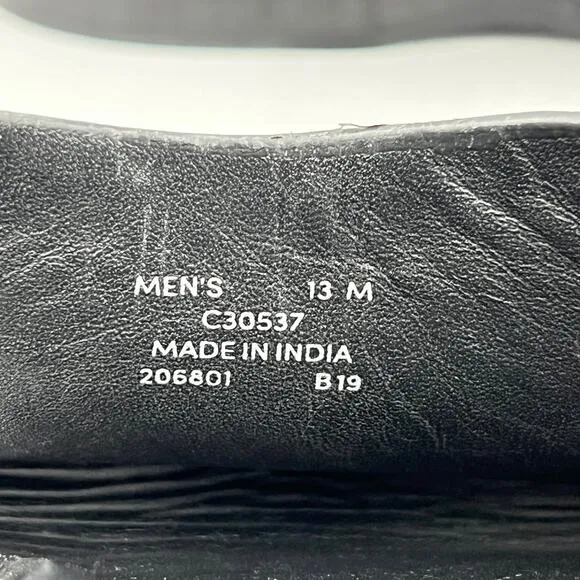 MEN'S 13 M
C30537
MADE IN INDIA
206801 B19